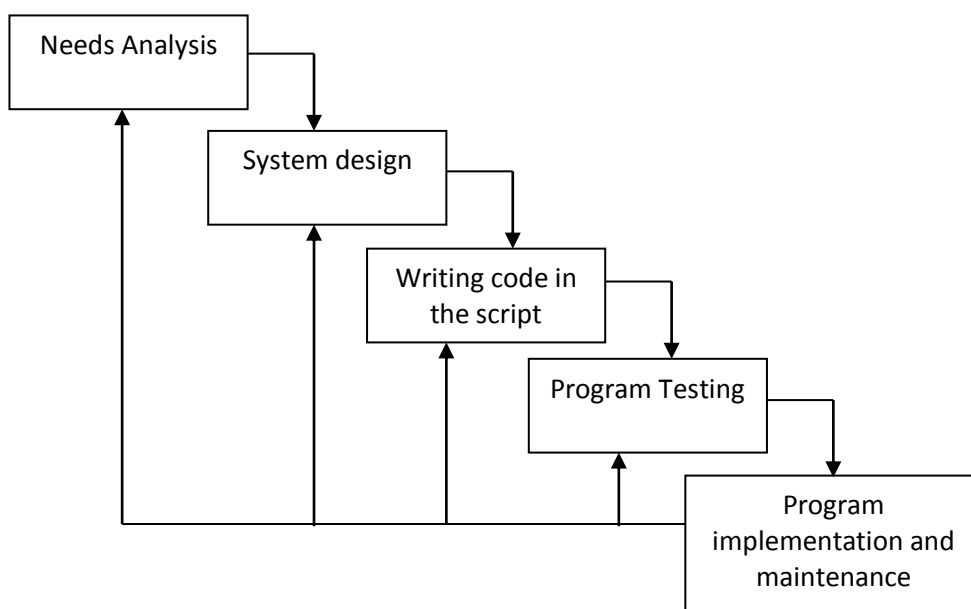 Needs Analysis
System design
Writing code in
the script
Program Testing
Program
implementation and
maintenance